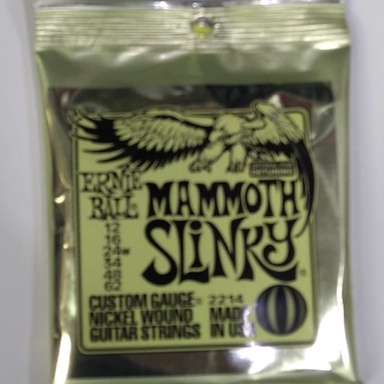 ERNIE BALL
MAMMOTH
SLINKY®
12
16
24w
34
48
62
CUSTOM GAUGE® 2214
NICKEL WOUND MADE
GUITAR STRINGS IN USA